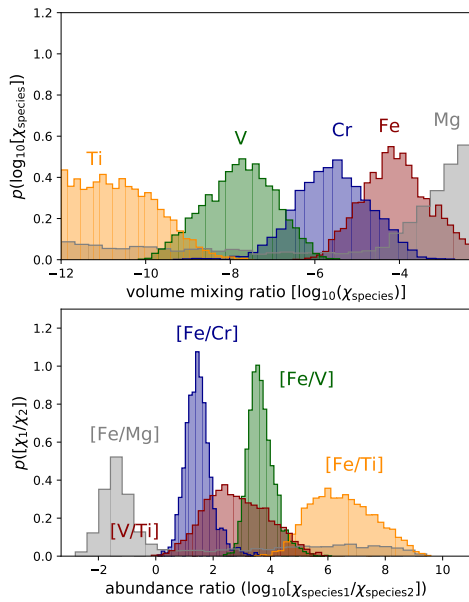 1.2
1.0
0.8
0.6
0.4
0.2
0.0
p(log₁₀[χspecies])
Ti
V
Cr
Fe
Mg
−12 −10 −8 −6 −4
volume mixing ratio [log₁₀(χspecies)]
1.2
1.0
0.8
0.6
0.4
0.2
0.0
p([χ₁/χ₂])
[Fe/Cr]
[Fe/V]
[Fe/Mg]
[Fe/Ti]
[V/Ti]
−2 0 2 4 6 8 10
abundance ratio (log₁₀[χspecies1/χspecies2])